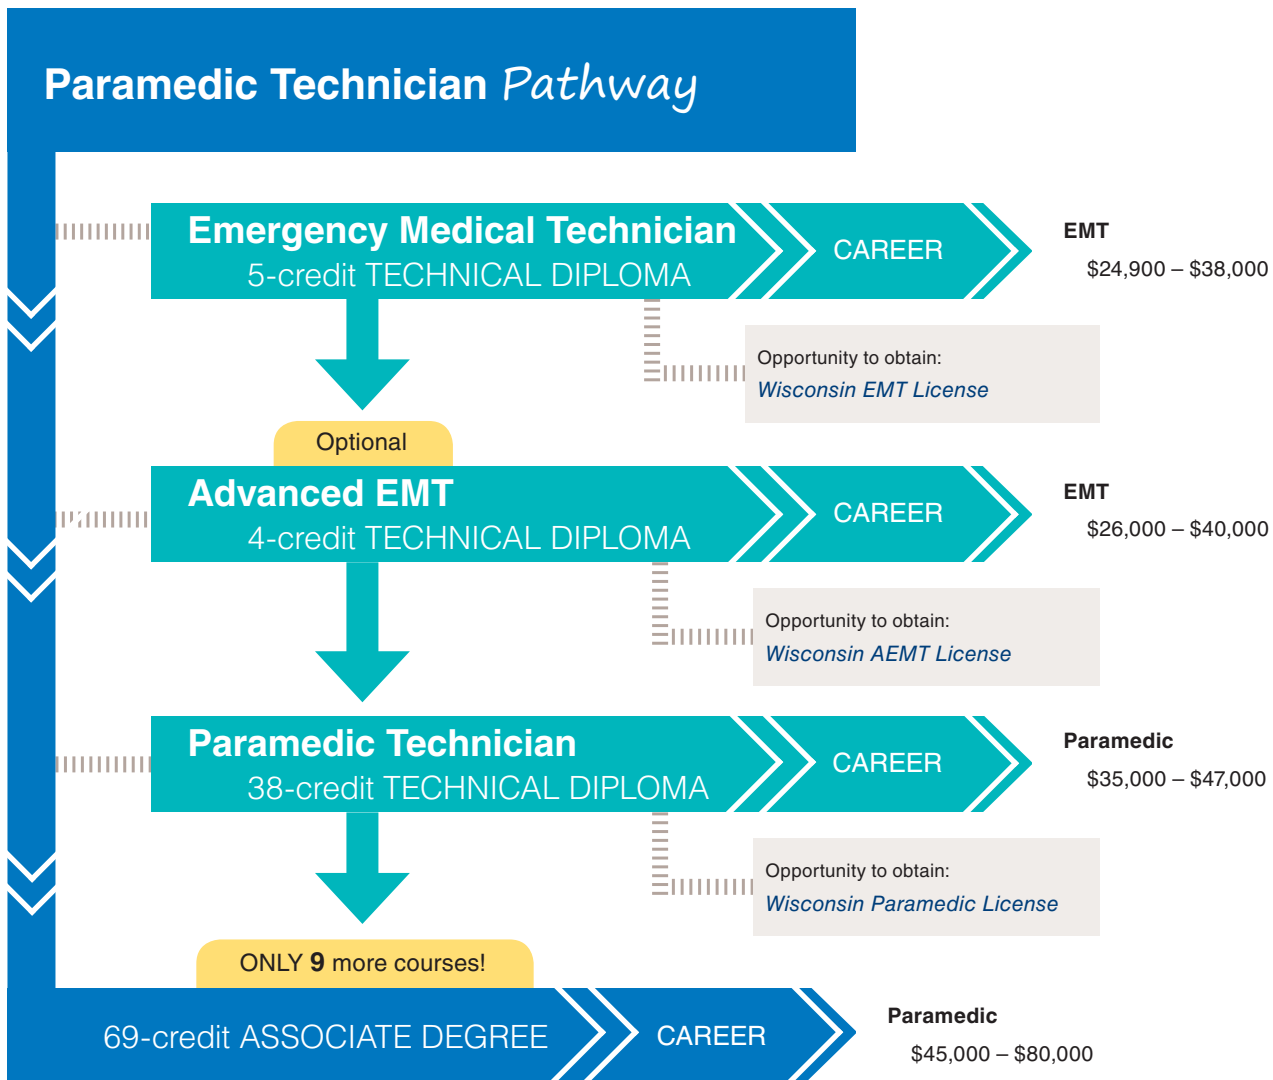 Paramedic Technician Pathway
Emergency Medical Technician
5-credit TECHNICAL DIPLOMA
CAREER
EMT
$24,900 – $38,000
Opportunity to obtain:
Wisconsin EMT License
Optional
Advanced EMT
4-credit TECHNICAL DIPLOMA
CAREER
EMT
$26,000 – $40,000
Opportunity to obtain:
Wisconsin AEMT License
Paramedic Technician
38-credit TECHNICAL DIPLOMA
CAREER
Paramedic
$35,000 – $47,000
Opportunity to obtain:
Wisconsin Paramedic License
ONLY 9 more courses!
69-credit ASSOCIATE DEGREE
CAREER
Paramedic
$45,000 – $80,000